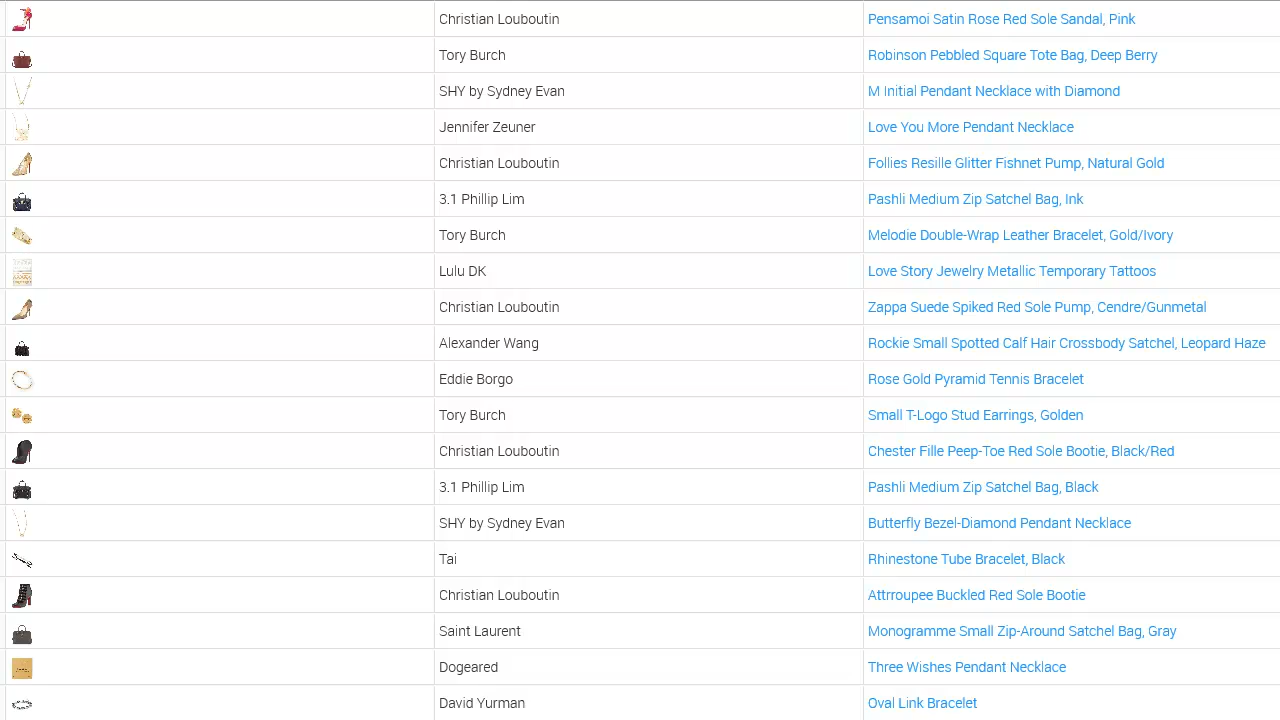 Christian Louboutin Pensamoi Satin Rose Red Sole Sandal, Pink
Tory Burch Robinson Pebbled Square Tote Bag, Deep Berry
SHY by Sydney Evan M Initial Pendant Necklace with Diamond
Jennifer Zeuner Love You More Pendant Necklace
Christian Louboutin Follies Resille Glitter Fishnet Pump, Natural Gold
3.1 Phillip Lim Pashli Medium Zip Satchel Bag, Ink
Tory Burch Melodie Double-Wrap Leather Bracelet, Gold/Ivory
Lulu DK Love Story Jewelry Metallic Temporary Tattoos
Christian Louboutin Zappa Suede Spiked Red Sole Pump, Cendre/Gunmetal
Alexander Wang Rockie Small Spotted Calf Hair Crossbody Satchel, Leopard Haze
Eddie Borgo Rose Gold Pyramid Tennis Bracelet
Tory Burch Small T-Logo Stud Earrings, Golden
Christian Louboutin Chester Fille Peep-Toe Red Sole Bootie, Black/Red
3.1 Phillip Lim Pashli Medium Zip Satchel Bag, Black
SHY by Sydney Evan Butterfly Bezel-Diamond Pendant Necklace
Tai Rhinestone Tube Bracelet, Black
Christian Louboutin Attrroupee Buckled Red Sole Bootie
Saint Laurent Monogramme Small Zip-Around Satchel Bag, Gray
Dogeared Three Wishes Pendant Necklace
David Yurman Oval Link Bracelet